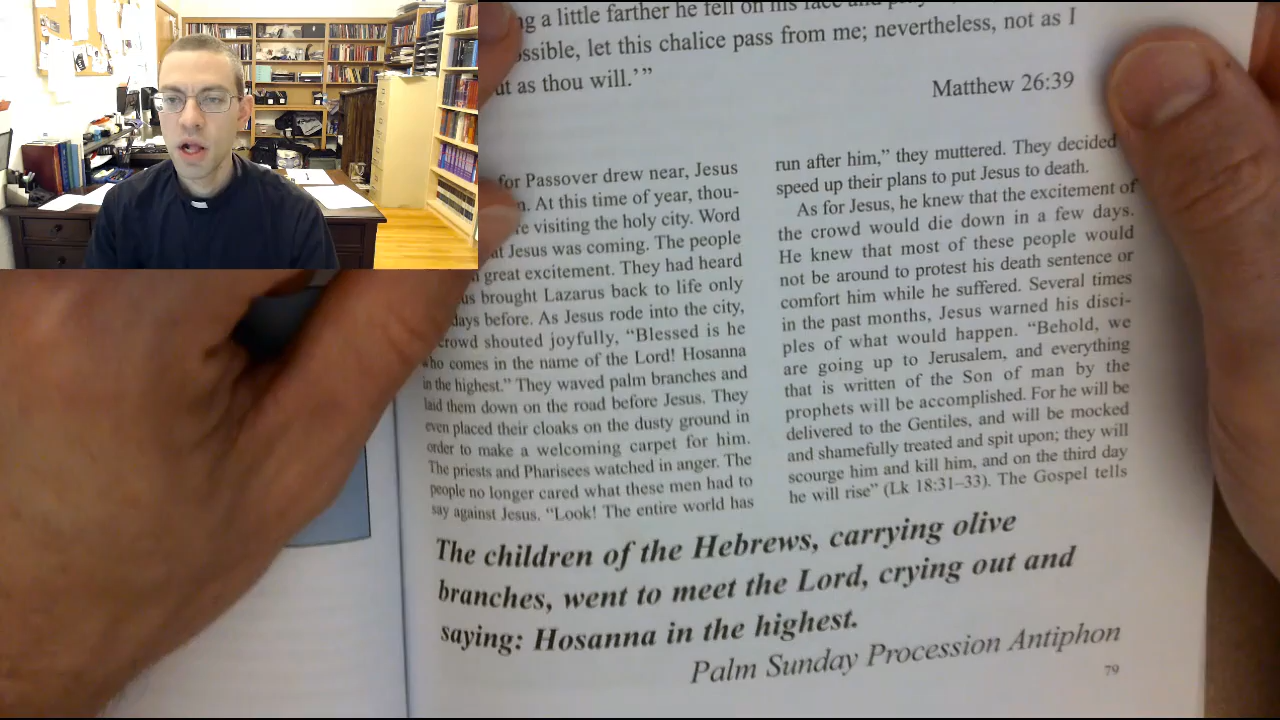 a little farther he fell on his face and
let this chalice pass from me; nevertheless, not as I
as thou will.’”
Matthew 26:39
for Passover drew near, Jesus
At this time of year, thou-
visiting the holy city. Word
Jesus was coming. The people
great excitement. They had heard
brought Lazarus back to life only
days before. As Jesus rode into the city,
crowd shouted joyfully, “Blessed is he
who comes in the name of the Lord! Hosanna
in the highest.” They waved palm branches and
laid them down on the road before Jesus. They
even placed their cloaks on the dusty ground in
order to make a welcoming carpet for him.
The priests and Pharisees watched in anger. The
people no longer cared what these men had to
say against Jesus. “Look! The entire world has
run after him,” they muttered. They decided
speed up their plans to put Jesus to death.
As for Jesus, he knew that the excitement of
the crowd would die down in a few days.
He knew that most of these people would
not be around to protest his death sentence or
comfort him while he suffered. Several times
in the past months, Jesus warned his disci-
ples of what would happen. “Behold, we
are going up to Jerusalem, and everything
that is written of the Son of man by the
prophets will be accomplished. For he will be
delivered to the Gentiles, and will be mocked
and shamefully treated and spit upon; they will
scourge him and kill him, and on the third day
he will rise” (Lk 18:31–33). The Gospel tells
The children of the Hebrews, carrying olive
branches, went to meet the Lord, crying out and
saying: Hosanna in the highest.
Palm Sunday Procession Antiphon
79